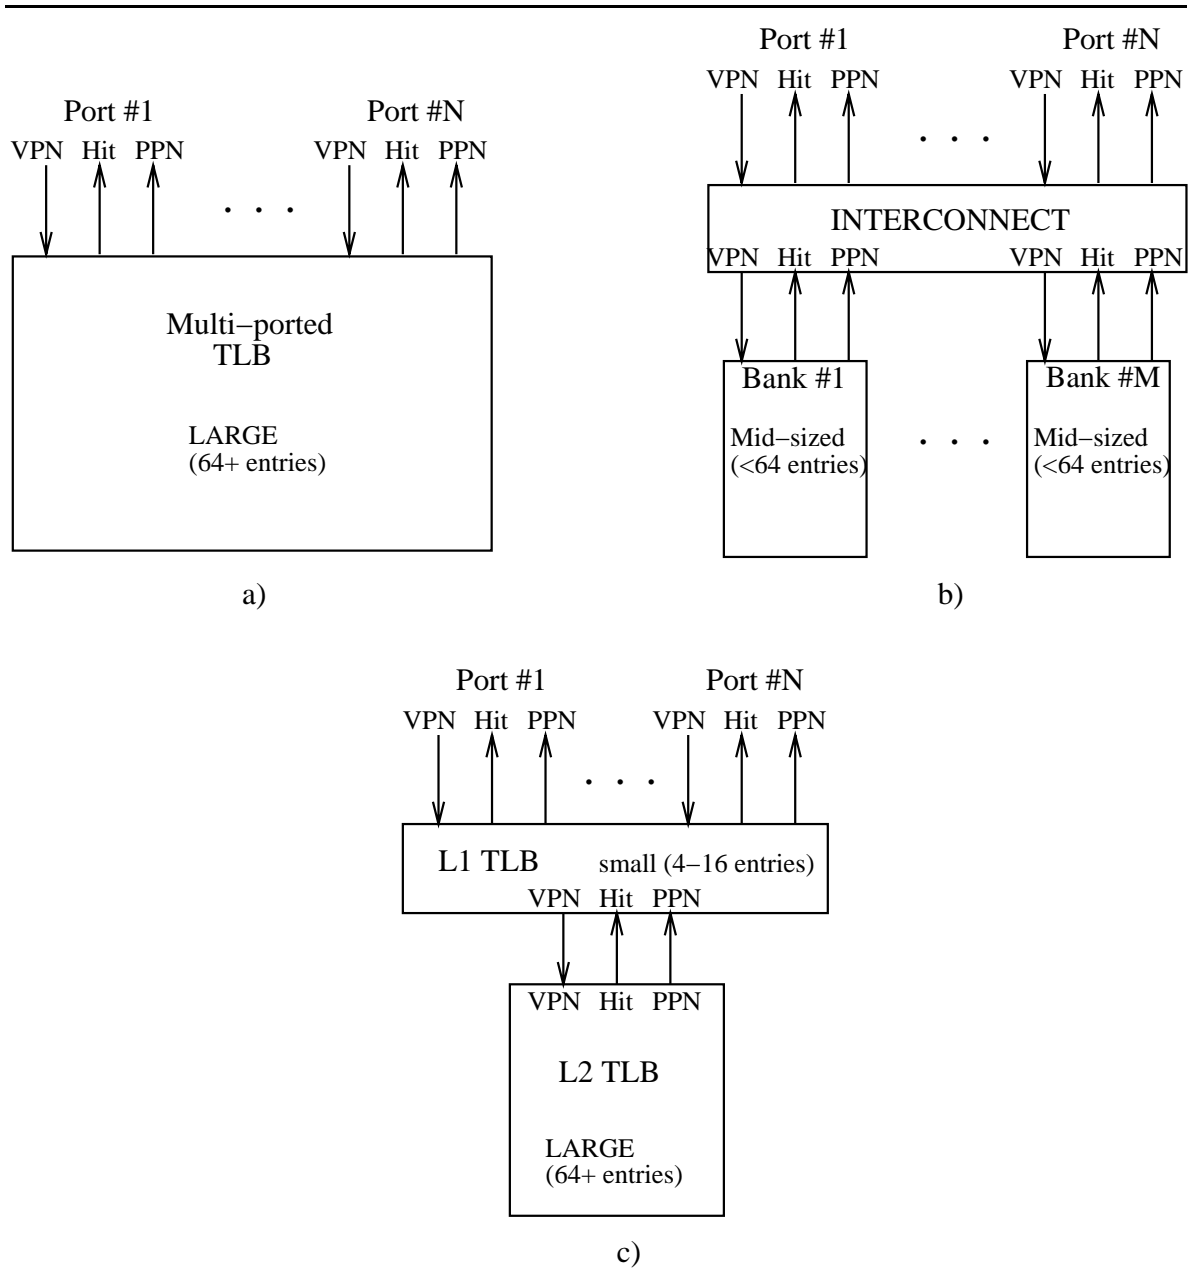 Port #1 Port #N
VPN Hit PPN VPN Hit PPN
. . .
Multi−ported
TLB
LARGE
(64+ entries)
a)
Port #1 Port #N
VPN Hit PPN VPN Hit PPN
. . .
INTERCONNECT
VPN Hit PPN VPN Hit PPN
Bank #1 Bank #M
Mid−sized . . . Mid−sized
(<64 entries) (<64 entries)
b)
Port #1 Port #N
VPN Hit PPN VPN Hit PPN
. . .
L1 TLB small (4−16 entries)
VPN Hit PPN
VPN Hit PPN
L2 TLB
LARGE
(64+ entries)
c)